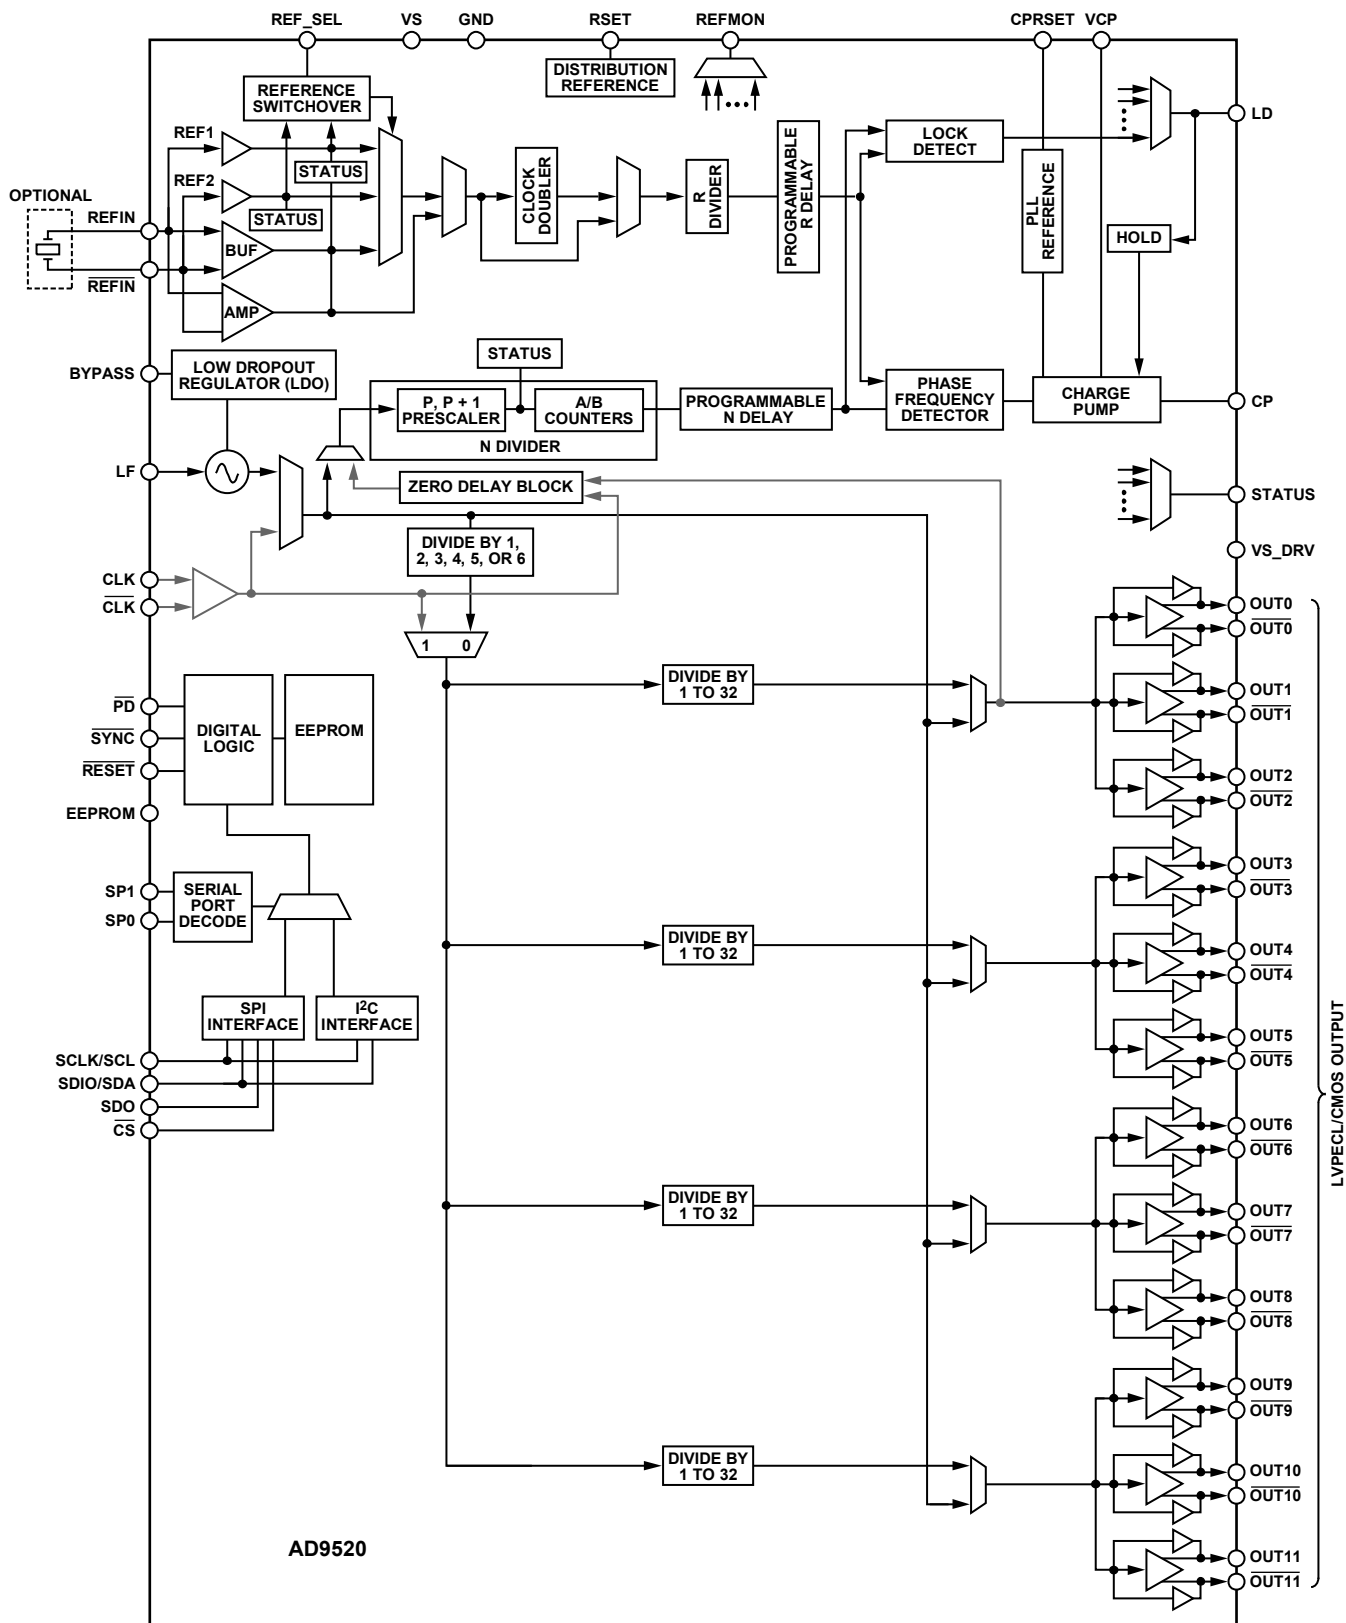 REF_SEL
VS
GND
RSET
REFMON
CPRSET
VCP
DISTRIBUTION
REFERENCE
REFERENCE
SWITCHOVER
REF1
REF2
STATUS
STATUS
OPTIONAL
REFIN
REFIN
BUF
AMP
CLOCK
DOUBLER
R
DIVIDER
PROGRAMMABLE
R DELAY
LOCK
DETECT
PLL
REFERENCE
HOLD
LD
BYPASS
LOW DROPOUT
REGULATOR (LDO)
STATUS
P, P + 1
PRESCALER
A/B
COUNTERS
N DIVIDER
PROGRAMMABLE
N DELAY
PHASE
FREQUENCY
DETECTOR
CHARGE
PUMP
CP
LF
ZERO DELAY BLOCK
STATUS
DIVIDE BY 1,
2, 3, 4, 5, OR 6
VS_DRV
CLK
CLK
1 0
OUT0
OUT0
DIVIDE BY
1 TO 32
OUT1
OUT1
OUT2
OUT2
PD
SYNC
RESET
EEPROM
DIGITAL
LOGIC
EEPROM
SP1
SP0
SERIAL
PORT
DECODE
OUT3
OUT3
DIVIDE BY
1 TO 32
OUT4
OUT4
OUT5
OUT5
SPI
INTERFACE
I2C
INTERFACE
SCLK/SCL
SDIO/SDA
SDO
CS
OUT6
OUT6
DIVIDE BY
1 TO 32
OUT7
OUT7
OUT8
OUT8
OUT9
OUT9
DIVIDE BY
1 TO 32
OUT10
OUT10
OUT11
OUT11
LVPECL/CMOS OUTPUT
AD9520